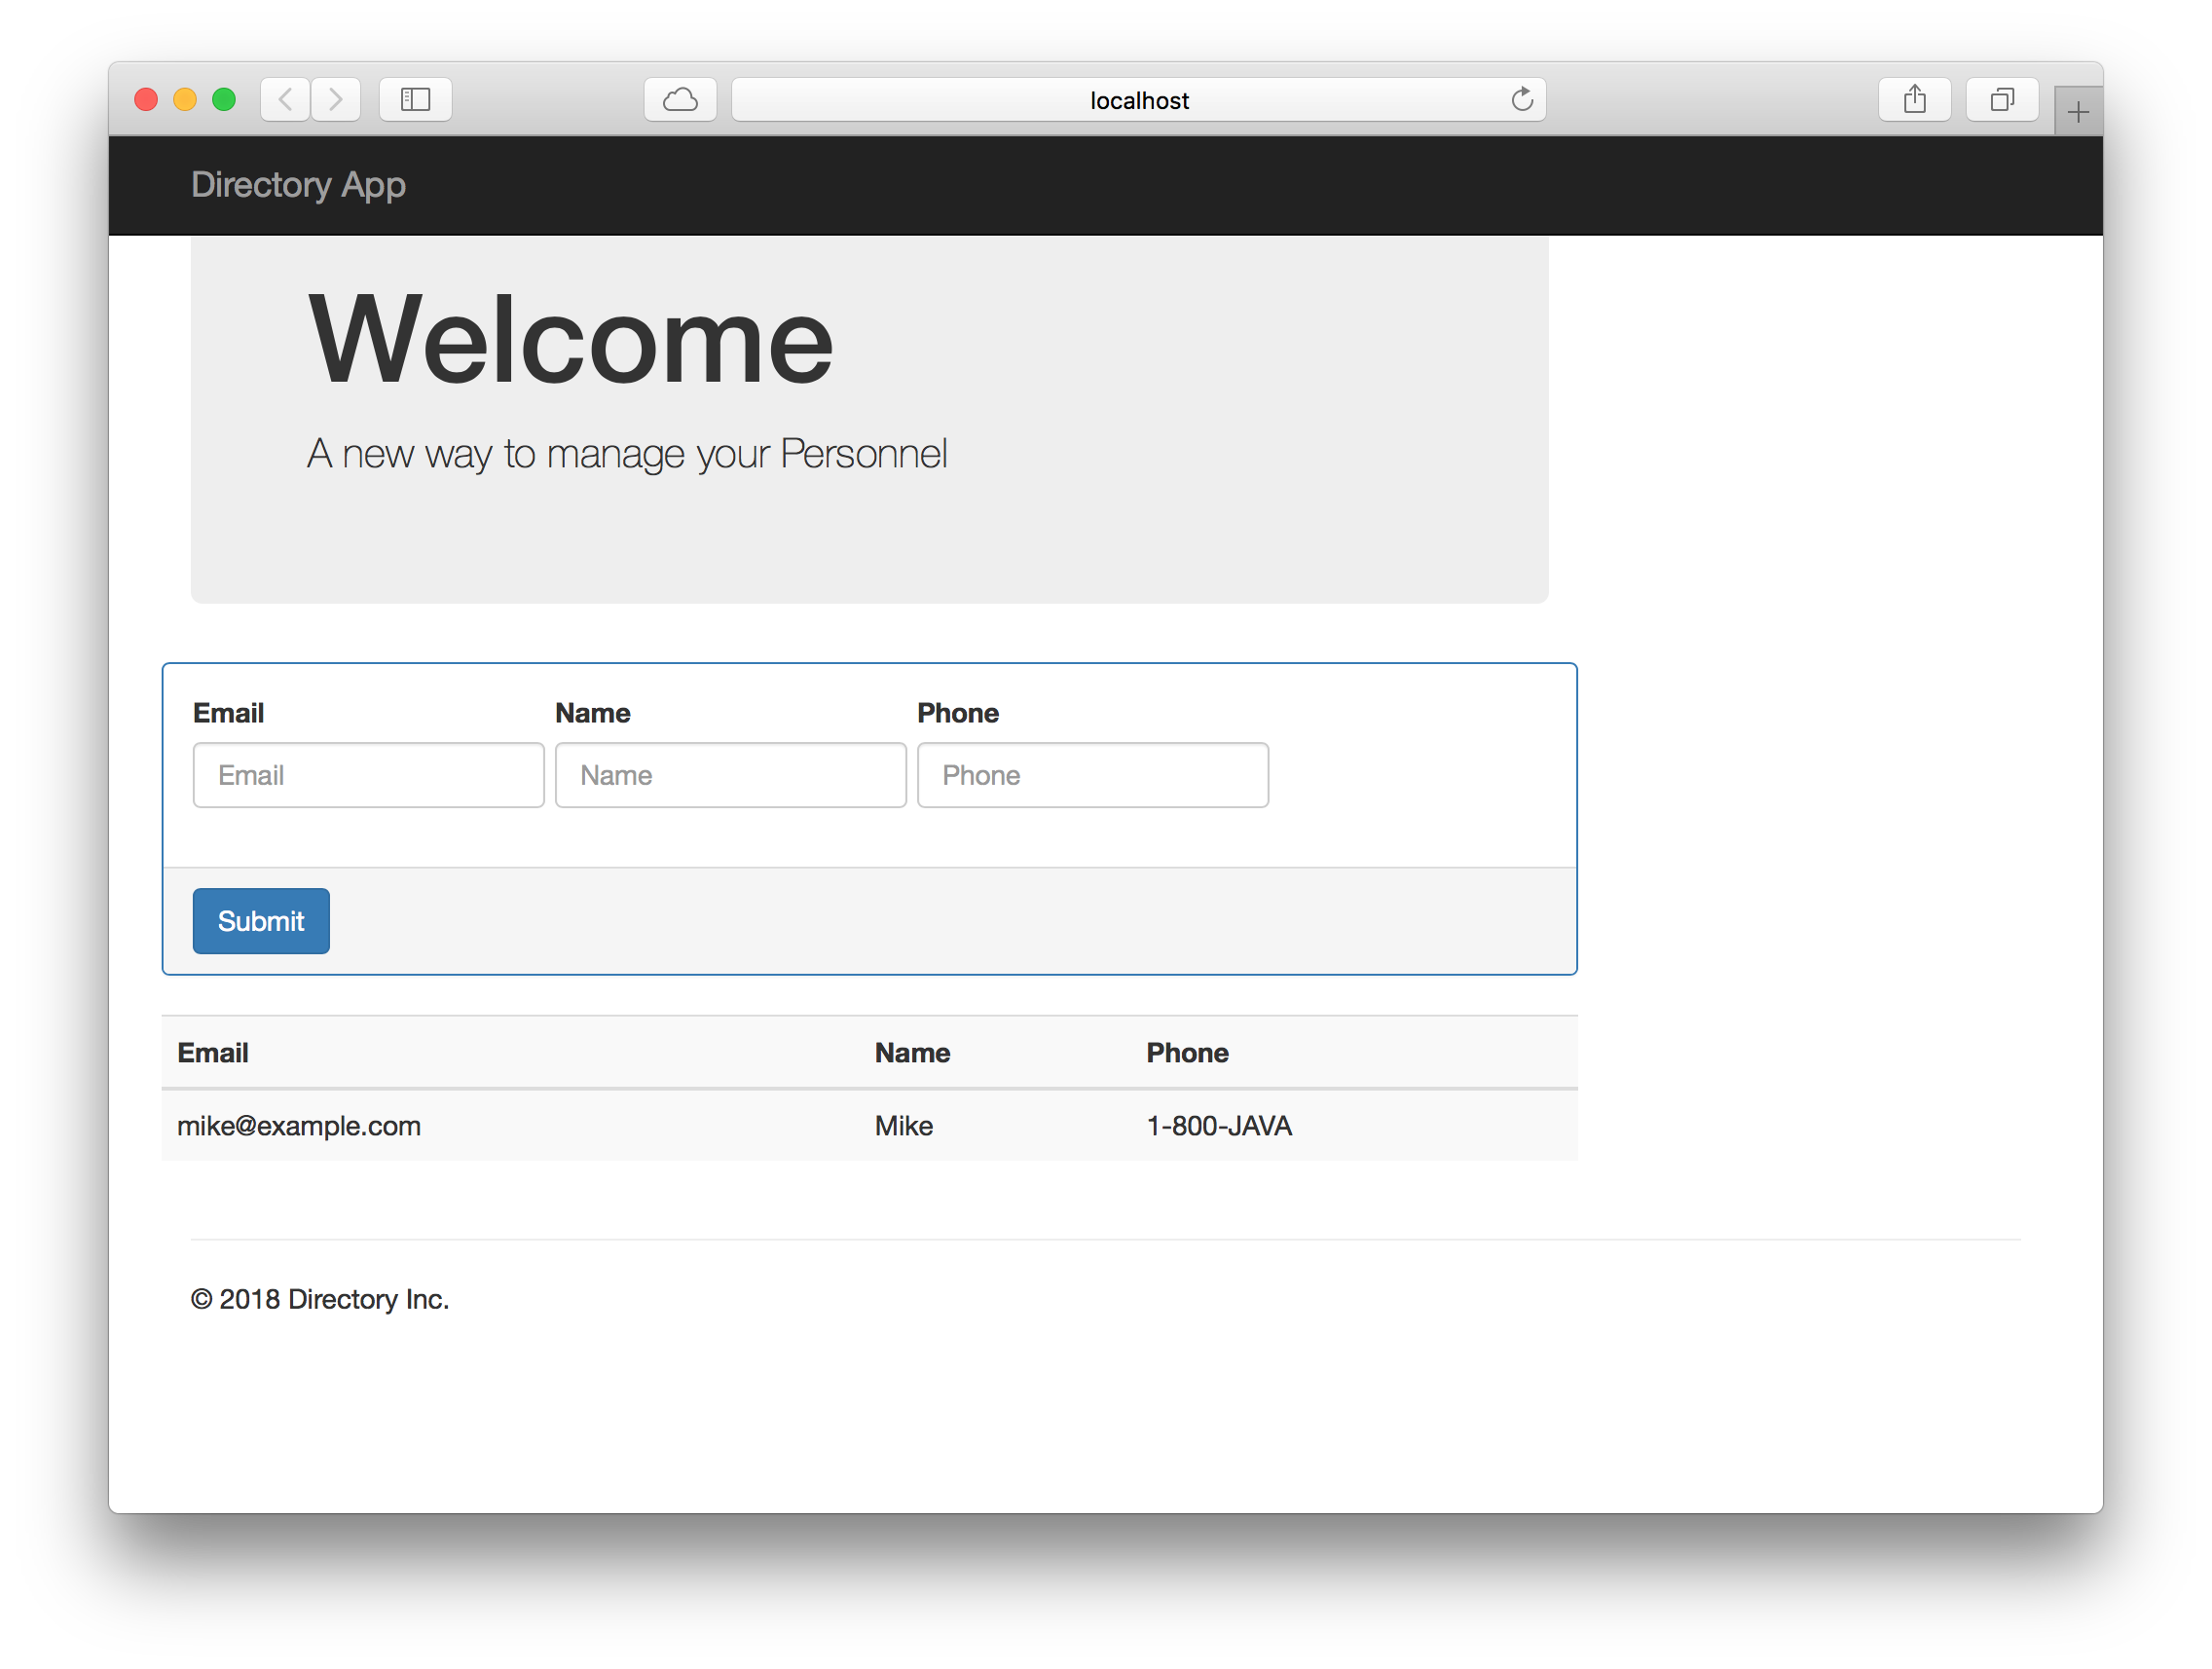 localhost
Directory App
Welcome
A new way to manage your Personnel
Email Name Phone
Email Name Phone
Submit
Email Name Phone
mike@example.com Mike 1-800-JAVA
© 2018 Directory Inc.